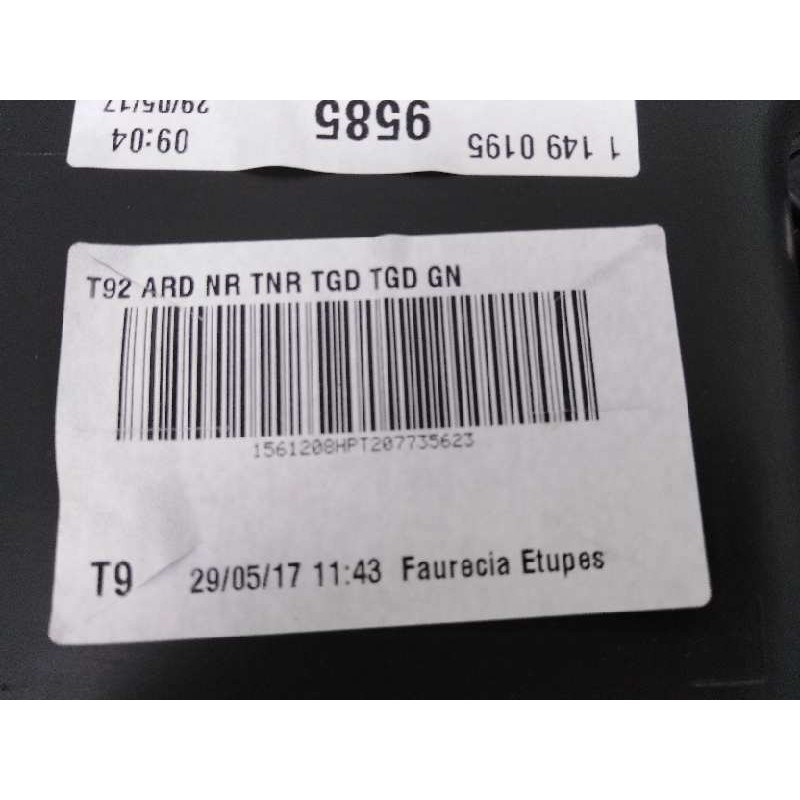 29/05/17
09:04
9585
1 149 0195
T92 ARD NR TNR TGD TGD GN
1561208HPT207735623
T9 29/05/17 11:43 Faurecia Etupes